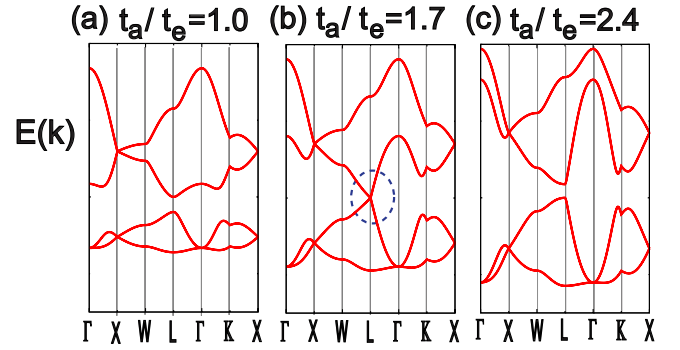 (a) t_a/ t_e=1.0 (b) t_a/ t_e=1.7 (c) t_a/ t_e=2.4
E(k)
Γ X W L Γ K X Γ X W L Γ K X Γ X W L Γ K X